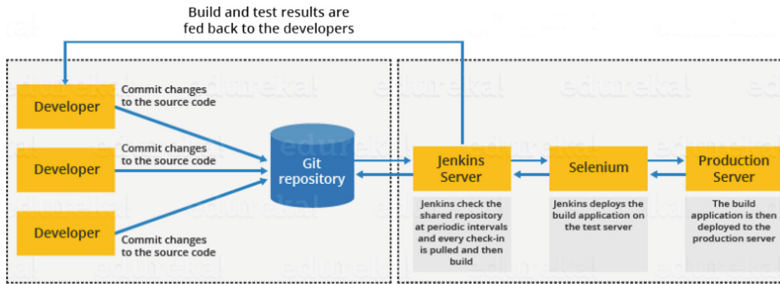 Build and test results are
fed back to the developers
Developer
Commit changes
to the source code
Developer
Commit changes
to the source code
Developer
Commit changes
to the source code
Git
repository
Jenkins
Server
Jenkins check the
shared repository
at periodic intervals
and every check-in
is pulled and then
build
Selenium
Jenkins deploys the
build application on
the test server
Production
Server
The build
application is then
deployed to the
production server
edureka!